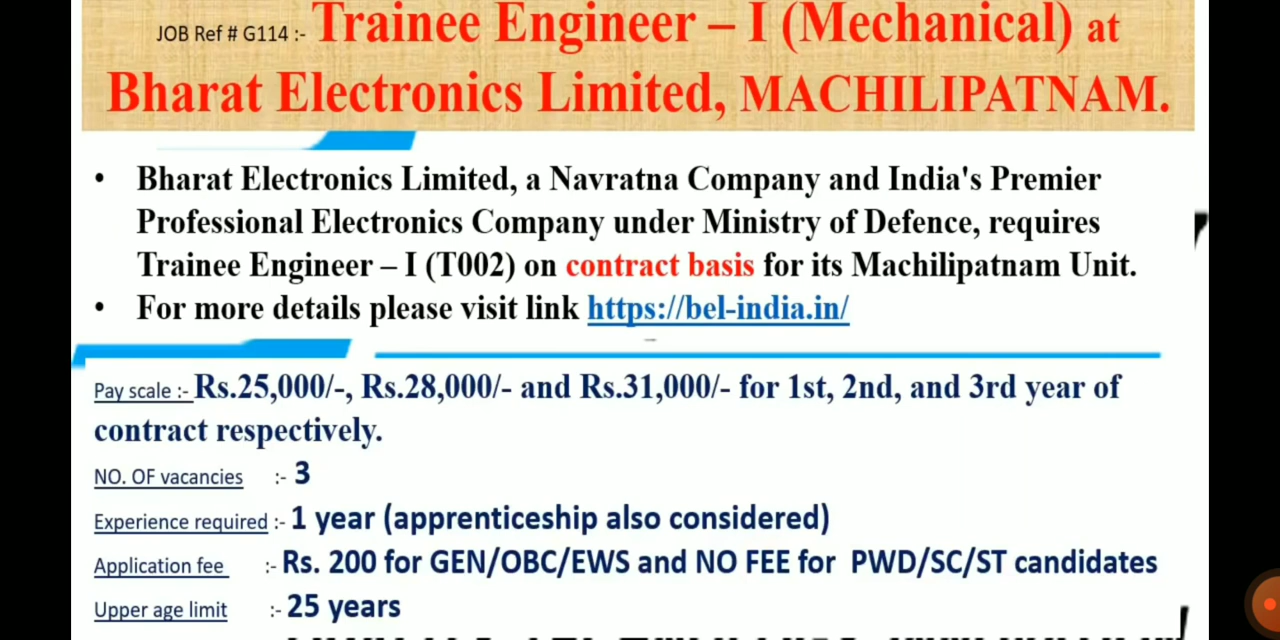 JOB Ref # G114 :- Trainee Engineer – I (Mechanical) at
Bharat Electronics Limited, MACHILIPATNAM.
• Bharat Electronics Limited, a Navratna Company and India's Premier
Professional Electronics Company under Ministry of Defence, requires
Trainee Engineer – I (T002) on contract basis for its Machilipatnam Unit.
• For more details please visit link https://bel-india.in/
Pay scale :- Rs.25,000/-, Rs.28,000/- and Rs.31,000/- for 1st, 2nd, and 3rd year of
contract respectively.
NO. OF vacancies :- 3
Experience required :- 1 year (apprenticeship also considered)
Application fee :- Rs. 200 for GEN/OBC/EWS and NO FEE for PWD/SC/ST candidates
Upper age limit :- 25 years